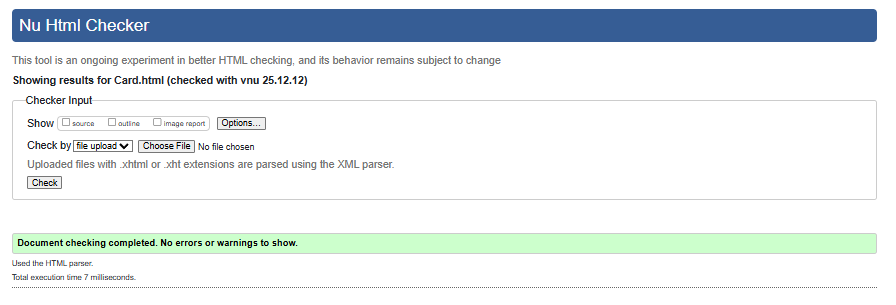 Nu Html Checker
This tool is an ongoing experiment in better HTML checking, and its behavior remains subject to change
Showing results for Card.html (checked with vnu 25.12.12)
Checker Input
Show source outline image report Options...
Check by file upload Choose File No file chosen
Uploaded files with .xhtml or .xht extensions are parsed using the XML parser.
Check
Document checking completed. No errors or warnings to show.
Used the HTML parser.
Total execution time 7 milliseconds.